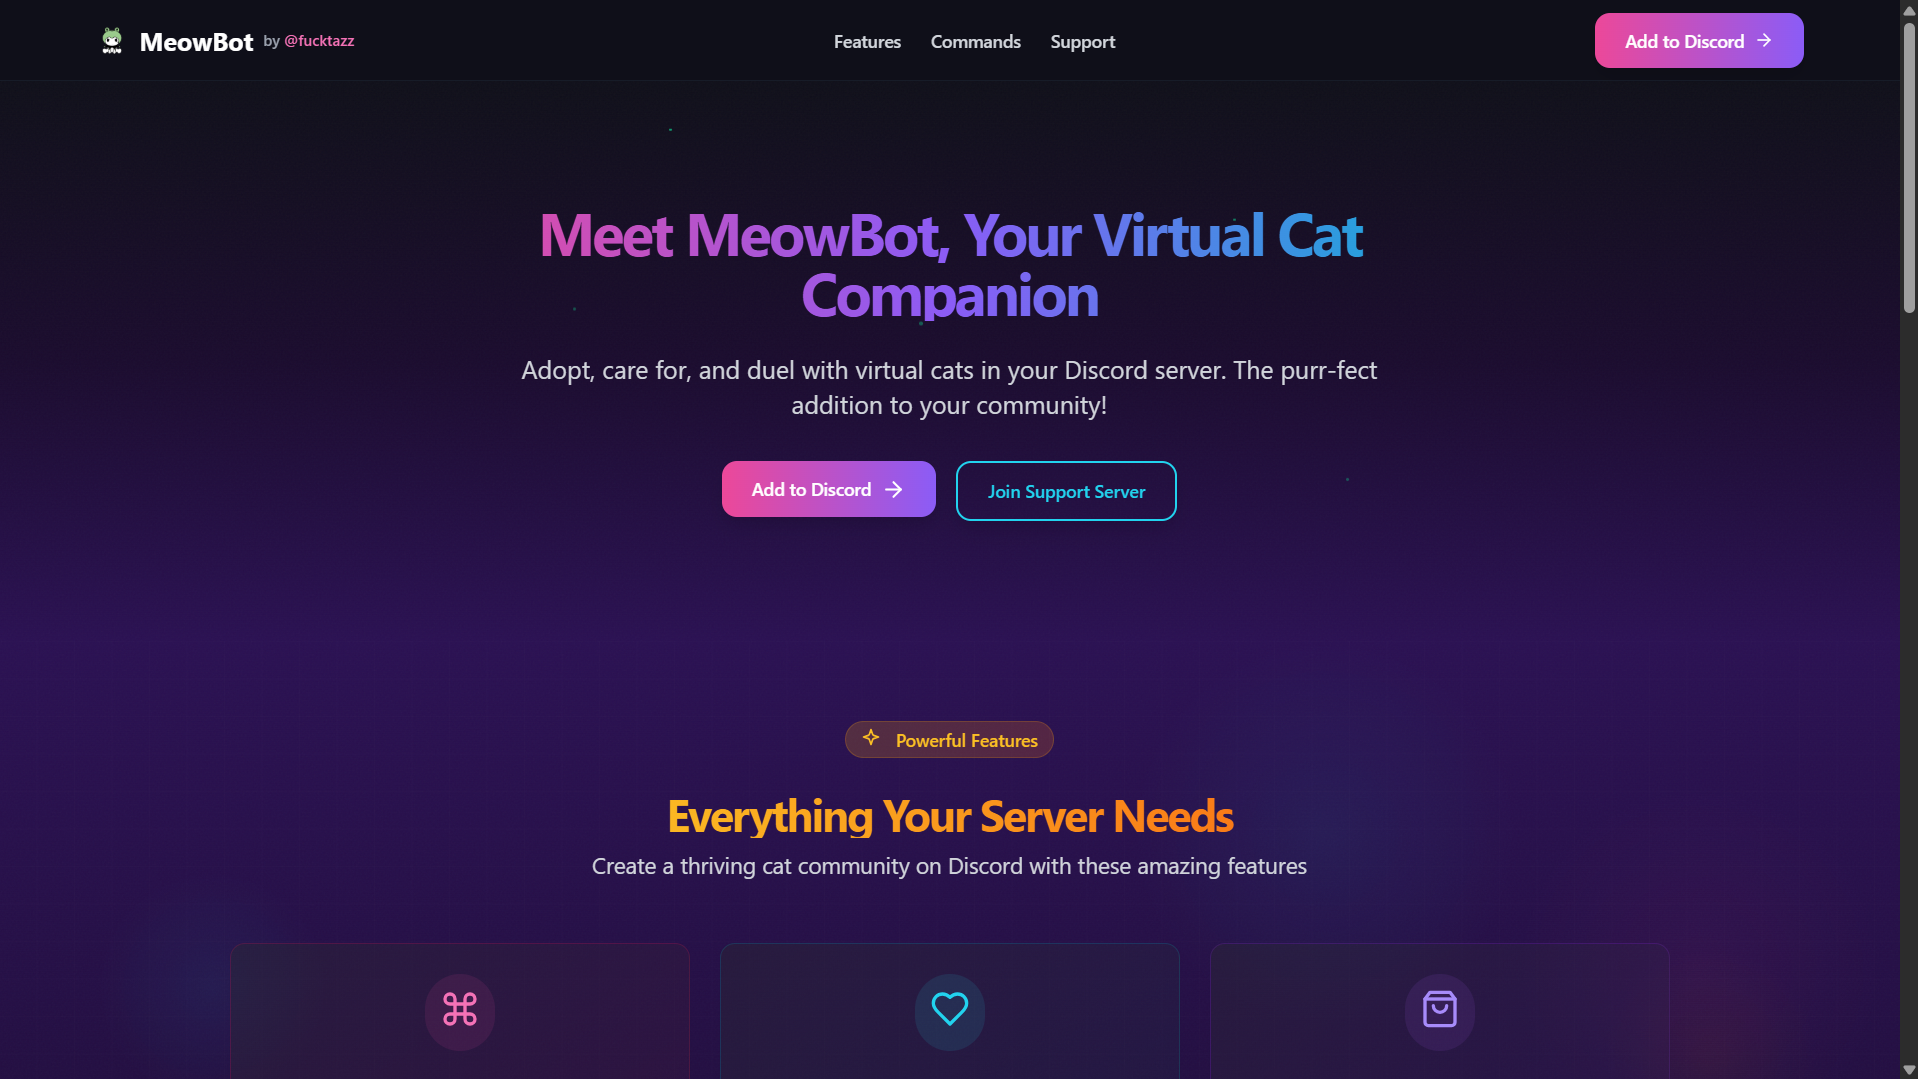 MeowBot by @fucktazz
Features Commands Support
Add to Discord
Meet MeowBot, Your Virtual Cat
Companion
Adopt, care for, and duel with virtual cats in your Discord server. The purr-fect
addition to your community!
Add to Discord
Join Support Server
Powerful Features
Everything Your Server Needs
Create a thriving cat community on Discord with these amazing features